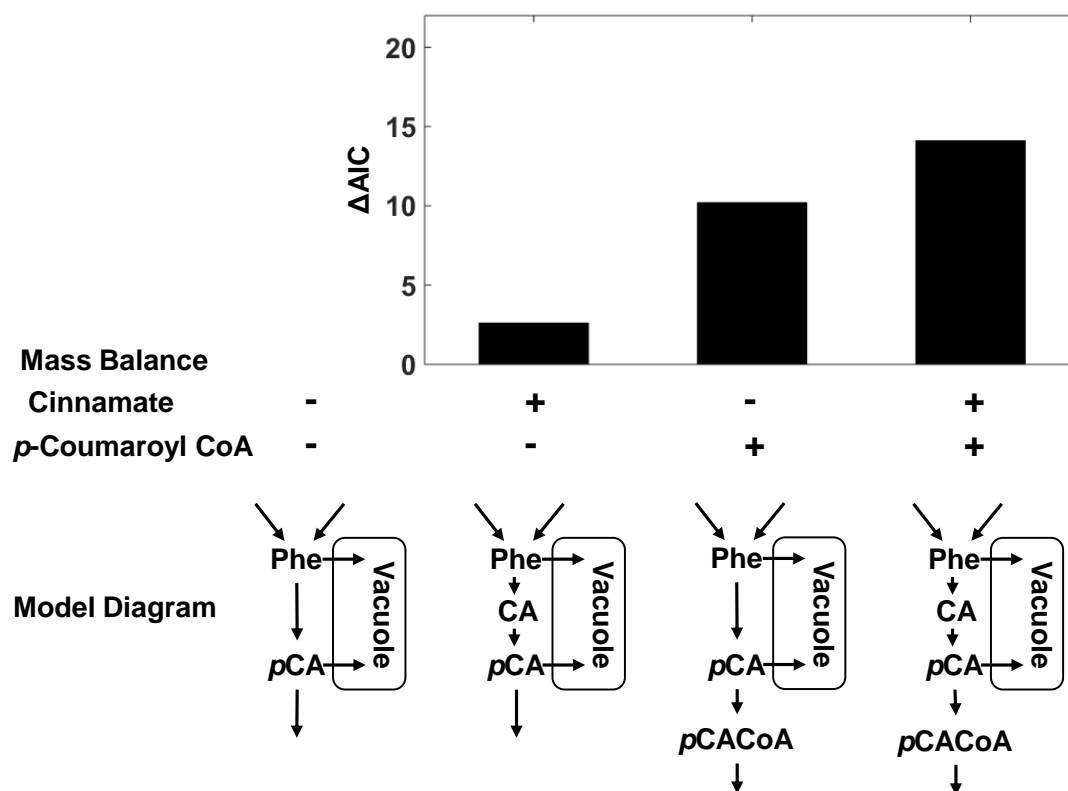 20
15
10
5
0
ΔAIC
Mass Balance
Cinnamate - + - +
p-Coumaroyl CoA - - + +
Model Diagram
Phe
pCA
Vacuole
Phe
CA
pCA
Vacuole
Phe
pCA
pCACoA
Vacuole
Phe
CA
pCA
pCACoA
Vacuole